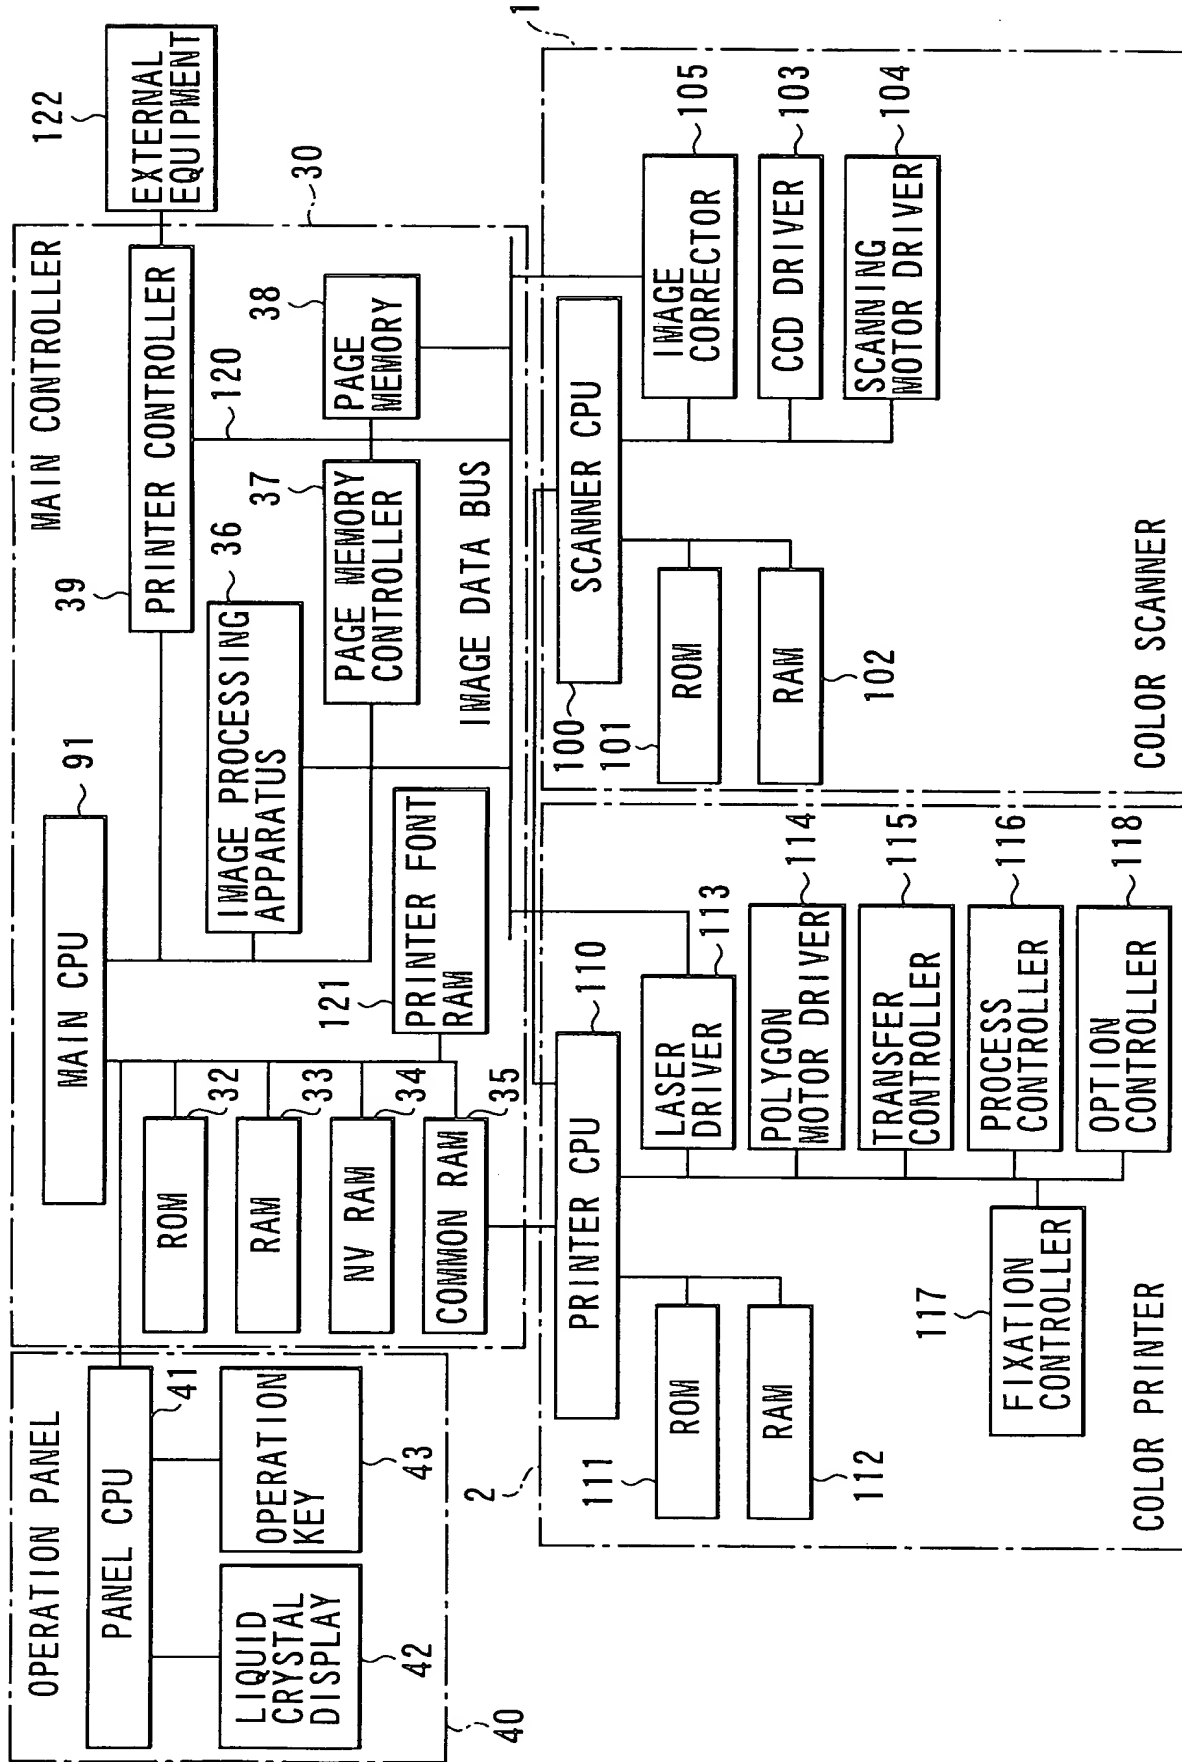 OPERATION PANEL
PANEL CPU
41
LIQUID
CRYSTAL
DISPLAY
42
OPERATION
KEY
43
40
MAIN CONTROLLER
30
MAIN CPU
91
ROM
32
RAM
33
NV RAM
34
COMMON RAM
35
121
PRINTER FONT
RAM
IMAGE PROCESSING
APPARATUS
36
PAGE MEMORY
CONTROLLER
37
PAGE
MEMORY
38
39
PRINTER CONTROLLER
120
IMAGE DATA BUS
122
EXTERNAL
EQUIPMENT
2
PRINTER CPU
110
111
ROM
RAM
112
LASER
DRIVER
113
POLYGON
MOTOR DRIVER
114
TRANSFER
CONTROLLER
115
PROCESS
CONTROLLER
116
OPTION
CONTROLLER
118
117
FIXATION
CONTROLLER
COLOR PRINTER
1
SCANNER CPU
100
101
ROM
RAM
102
IMAGE
CORRECTOR
105
CCD DRIVER
103
SCANNING
MOTOR DRIVER
104
COLOR SCANNER